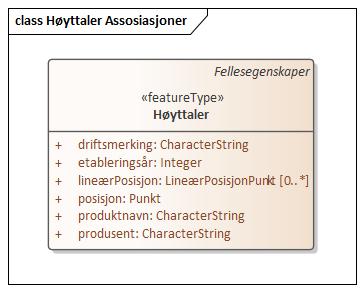 class Høyttaler Assosiasjoner
Fellesegenskaper
«featureType»
Høyttaler
+ driftsmerking: CharacterString
+ etableringsår: Integer
+ lineærPosisjon: LineærPosisjonPunkt [0..*]
+ posisjon: Punkt
+ produktnavn: CharacterString
+ produsent: CharacterString